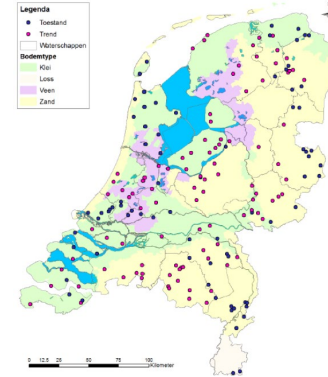 Legenda
Toestand
Trend
Waterschappen
Bodemtype
Klei
Loss
Veen
Zand
0 12.5 25 50 75 100
Kilometer